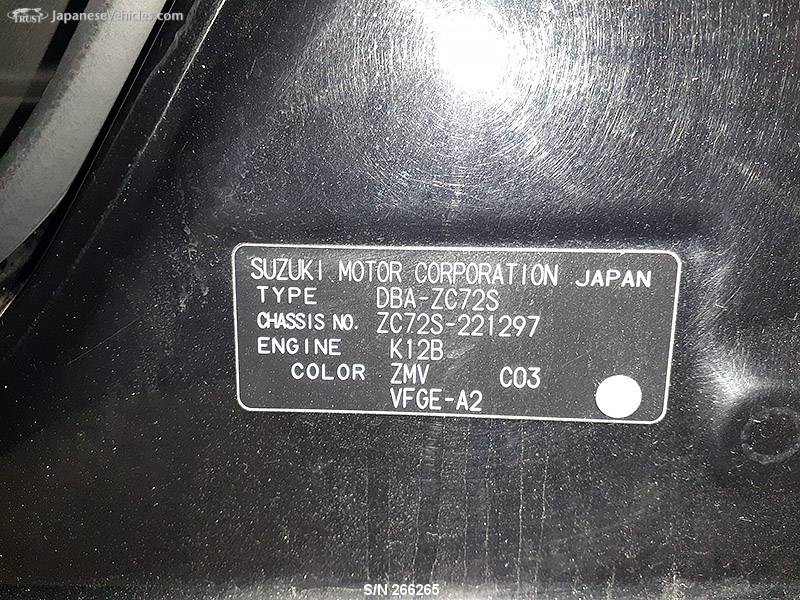 TRUST JapaneseVehicles.com
SUZUKI MOTOR CORPORATION JAPAN
TYPE DBA-ZC72S
CHASSIS NO. ZC72S-221297
ENGINE K12B
COLOR ZMV C03
VFGE-A2
S/N 266265